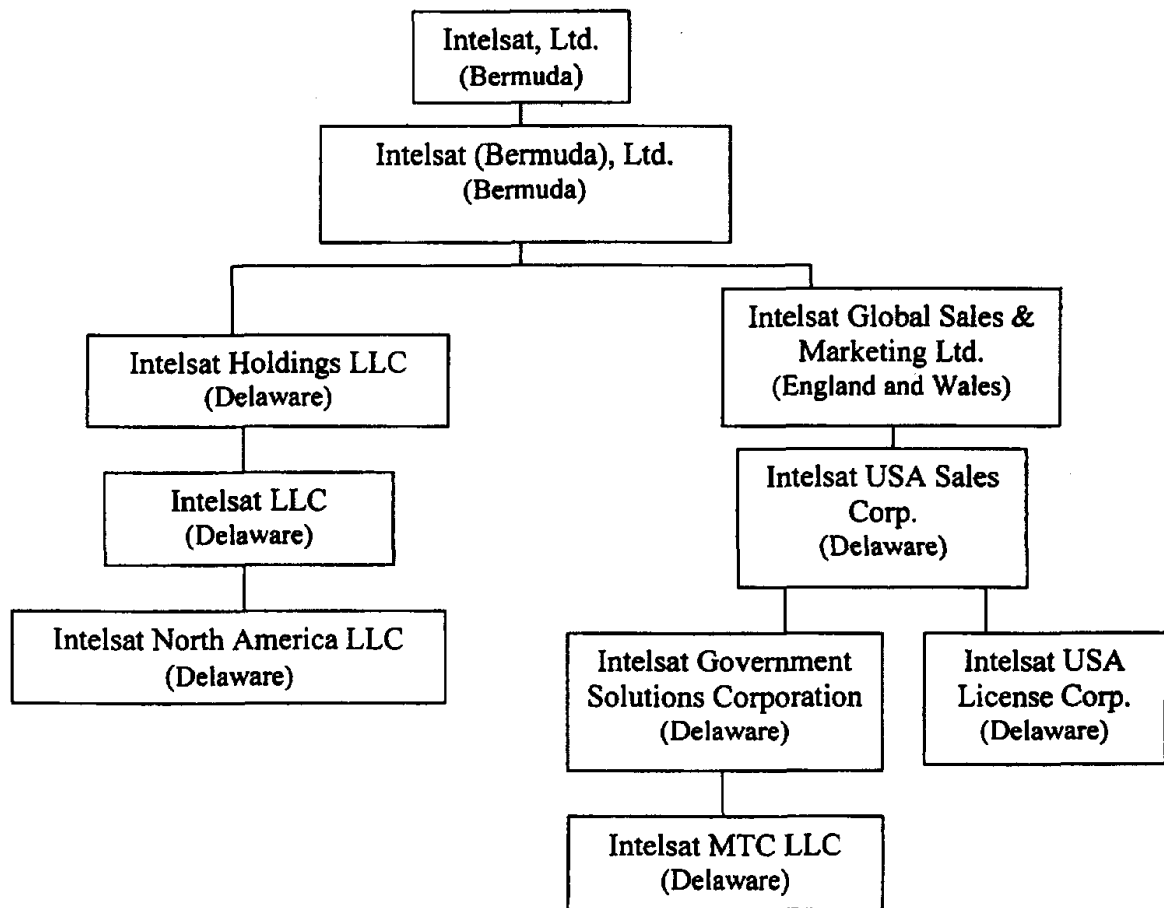 Intelsat, Ltd.
(Bermuda)
Intelsat (Bermuda), Ltd.
(Bermuda)
Intelsat Holdings LLC
(Delaware)
Intelsat Global Sales &
Marketing Ltd.
(England and Wales)
Intelsat LLC
(Delaware)
Intelsat USA Sales
Corp.
(Delaware)
Intelsat North America LLC
(Delaware)
Intelsat Government
Solutions Corporation
(Delaware)
Intelsat USA
License Corp.
(Delaware)
Intelsat MTC LLC
(Delaware)